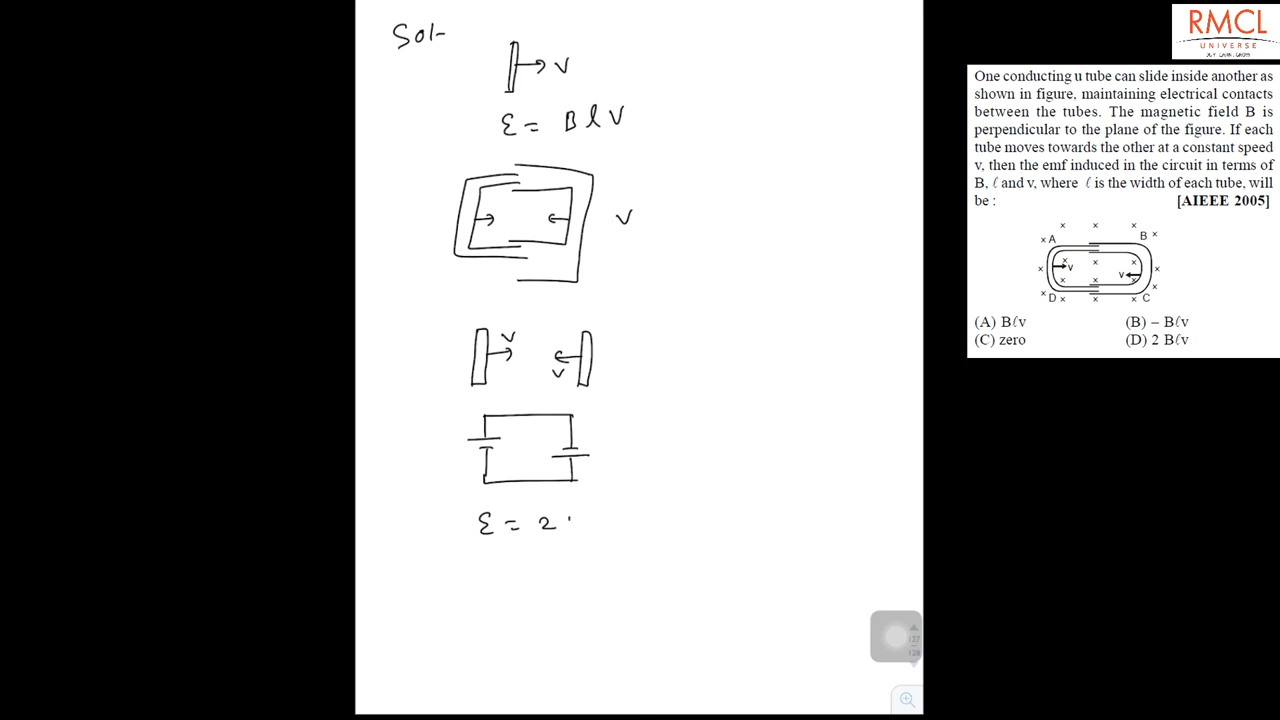 Sol-
v
ε = B l v
v
v
v
ε = 2
RMCL
UNIVERSE
One conducting u tube can slide inside another as
shown in figure, maintaining electrical contacts
between the tubes. The magnetic field B is
perpendicular to the plane of the figure. If each
tube moves towards the other at a constant speed
v, then the emf induced in the circuit in terms of
B, ℓ and v, where ℓ is the width of each tube, will
be : [AIEEE 2005]
x x x
x A B x
x x x x v v x x
x x x x
x D x x x C
(A) Bℓv (B) – Bℓv
(C) zero (D) 2 Bℓv
127
128